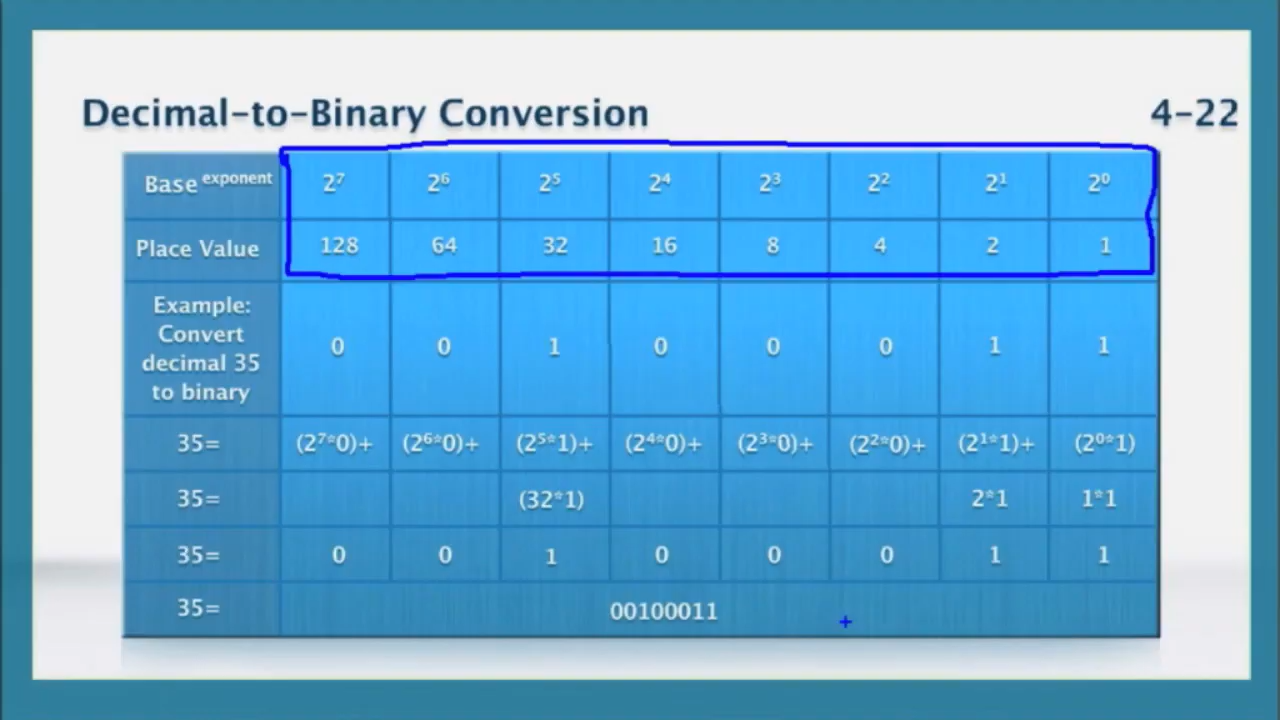 Decimal-to-Binary Conversion 4-22
Base exponent 2⁷ 2⁶ 2⁵ 2⁴ 2³ 2² 2¹ 2⁰
Place Value 128 64 32 16 8 4 2 1
Example:
Convert
decimal 35
to binary
0 0 1 0 0 0 1 1
35= (2⁷*0)+ (2⁶*0)+ (2⁵*1)+ (2⁴*0)+ (2³*0)+ (2²*0)+ (2¹*1)+ (2⁰*1)
35= (32*1) 2*1 1*1
35= 0 0 1 0 0 0 1 1
35= 00100011